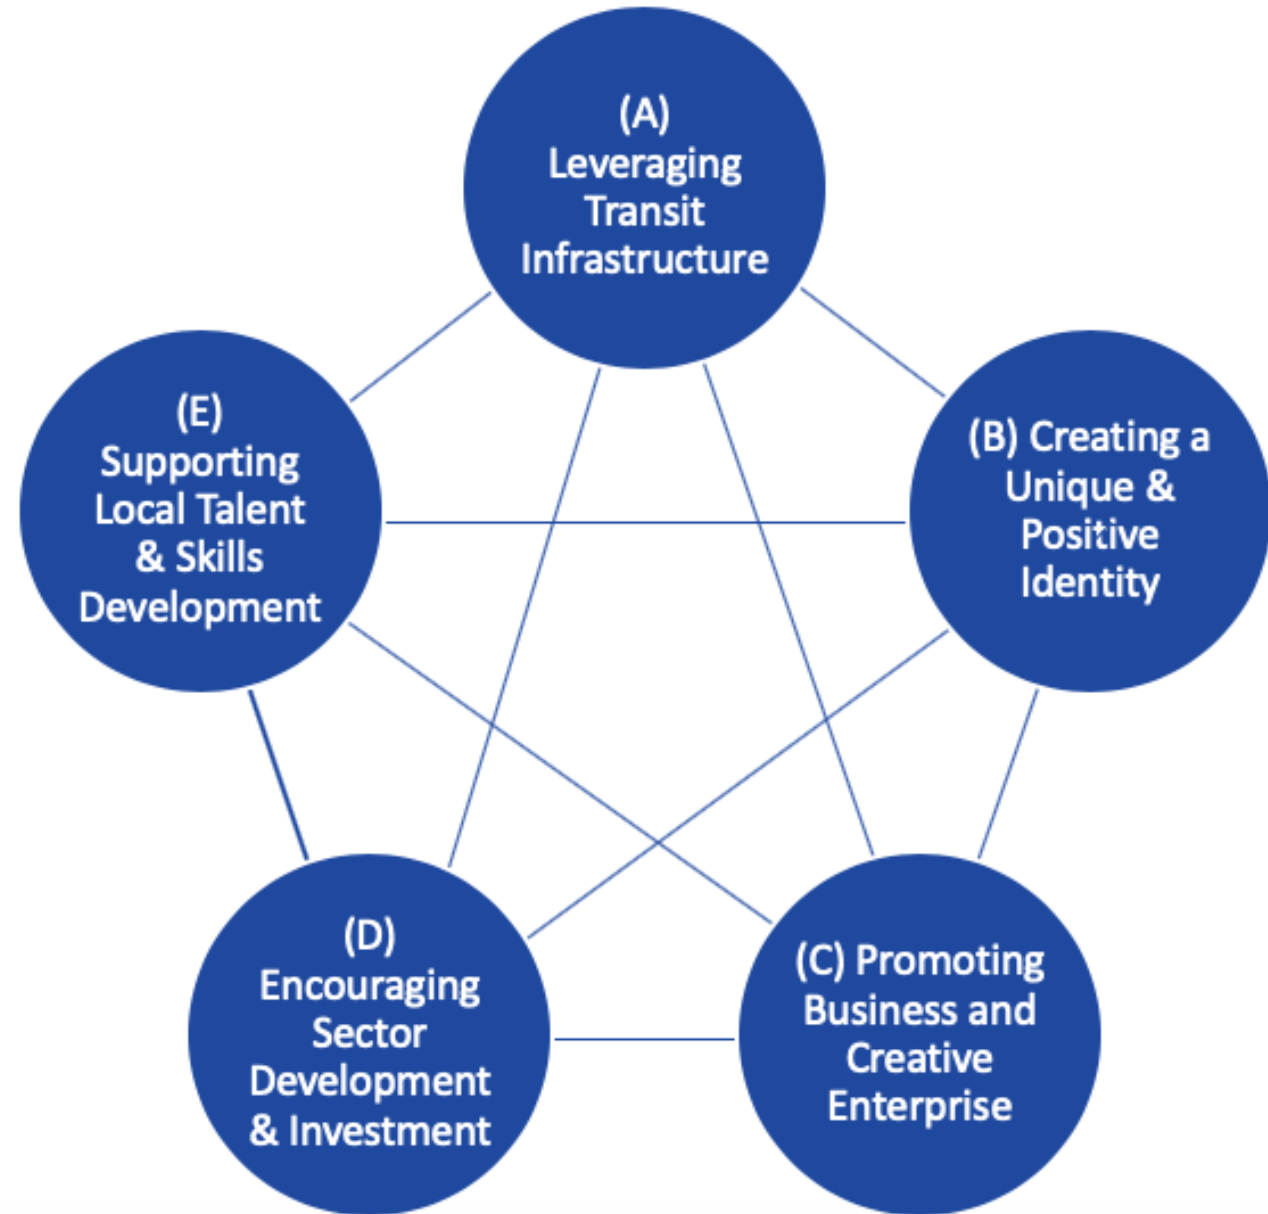 (A)
Leveraging
Transit
Infrastructure
(B) Creating a
Unique &
Positive
Identity
(C) Promoting
Business and
Creative
Enterprise
(D)
Encouraging
Sector
Development
& Investment
(E)
Supporting
Local Talent
& Skills
Development